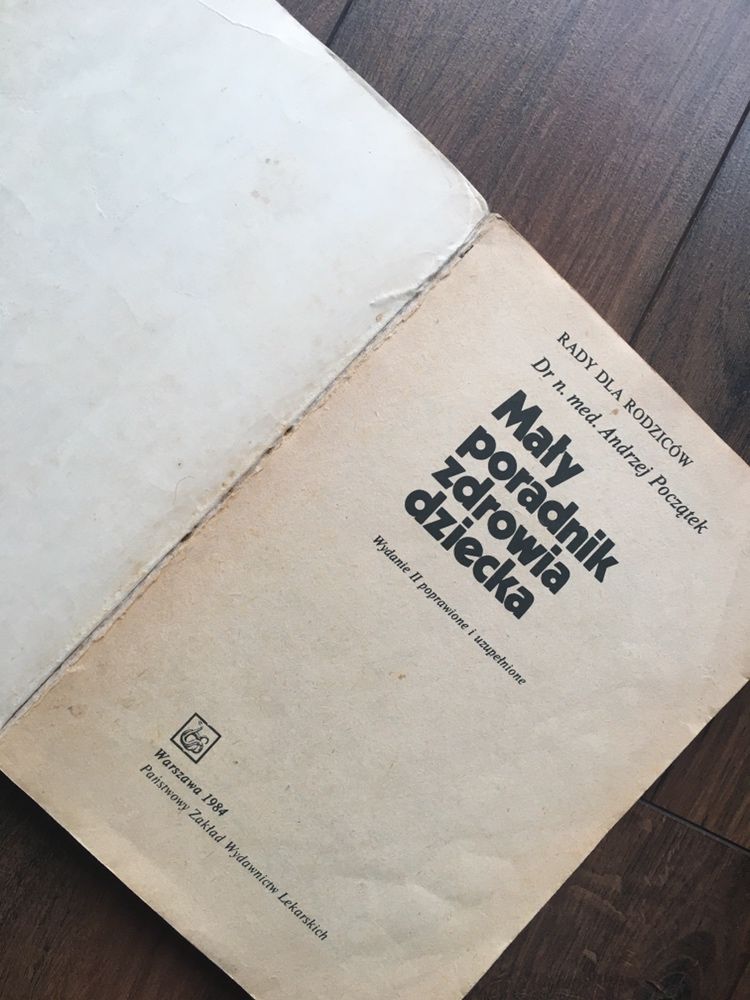 RADY DLA RODZICÓW
Dr n. med. Andrzej Początek
Mały
poradnik
zdrowia
dziecka
Wydanie II poprawione i uzupełnione
Warszawa 1984
Państwowy Zakład Wydawnictw Lekarskich